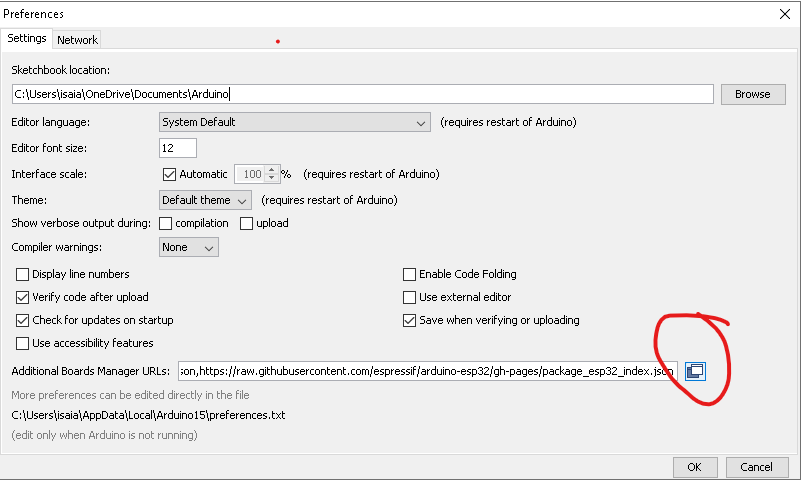 Preferences
Settings Network
Sketchbook location:
C:\Users\isaia\OneDrive\Documents\Arduino Browse
Editor language: System Default (requires restart of Arduino)
Editor font size: 12
Interface scale: Automatic 100 % (requires restart of Arduino)
Theme: Default theme (requires restart of Arduino)
Show verbose output during: compilation upload
Compiler warnings: None
Display line numbers Enable Code Folding
Verify code after upload Use external editor
Check for updates on startup Save when verifying or uploading
Use accessibility features
Additional Boards Manager URLs: son,https://raw.githubusercontent.com/espressif/arduino-esp32/gh-pages/package_esp32_index.json
More preferences can be edited directly in the file
C:\Users\isaia\AppData\Local\Arduino15\preferences.txt
(edit only when Arduino is not running)
OK Cancel